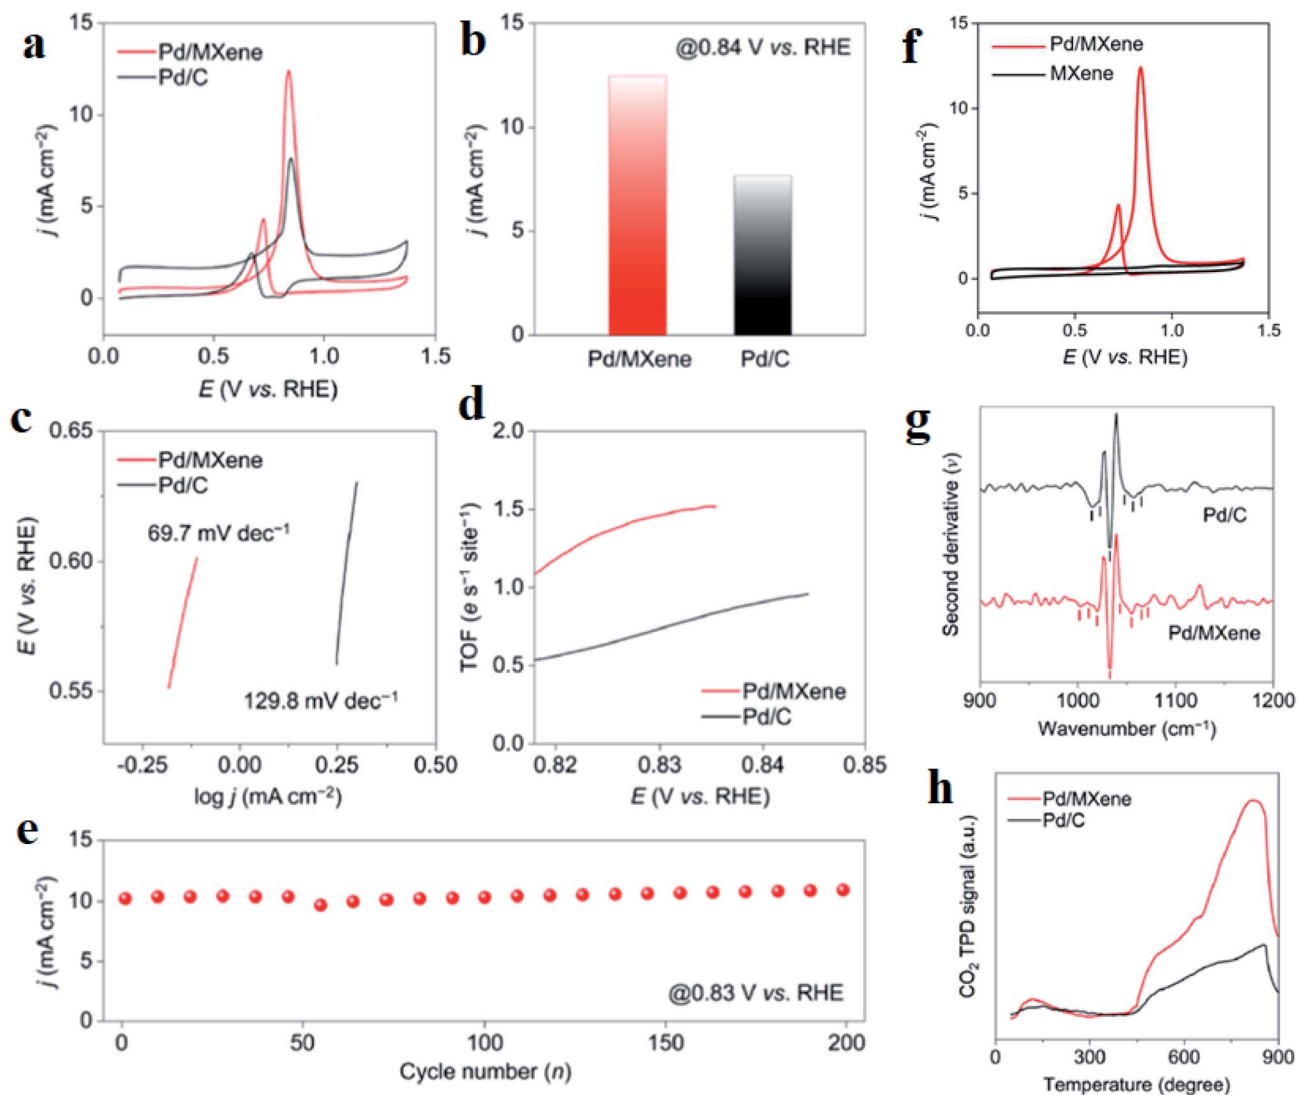 a
15
10
5
0
0.0
0.5
1.0
1.5
Pd/MXene
Pd/C
j (mA cm⁻²)
E (V vs. RHE)
b
15
10
5
0
@0.84 V vs. RHE
j (mA cm⁻²)
Pd/MXene
Pd/C
f
15
10
5
0
0.0
0.5
1.0
1.5
Pd/MXene
MXene
j (mA cm⁻²)
E (V vs. RHE)
c
0.65
0.60
0.55
-0.25
0.00
0.25
0.50
Pd/MXene
Pd/C
69.7 mV dec⁻¹
129.8 mV dec⁻¹
E (V vs. RHE)
log j (mA cm⁻²)
d
2.0
1.5
1.0
0.5
0.0
0.82
0.83
0.84
0.85
TOF (e s⁻¹ site⁻¹)
Pd/MXene
Pd/C
E (V vs. RHE)
g
Second derivative (v)
Pd/C
Pd/MXene
900
1000
1100
1200
Wavenumber (cm⁻¹)
e
15
10
5
0
j (mA cm⁻²)
@0.83 V vs. RHE
0
50
100
150
200
Cycle number (n)
h
Pd/MXene
Pd/C
CO₂ TPD signal (a.u.)
0
300
600
900
Temperature (degree)